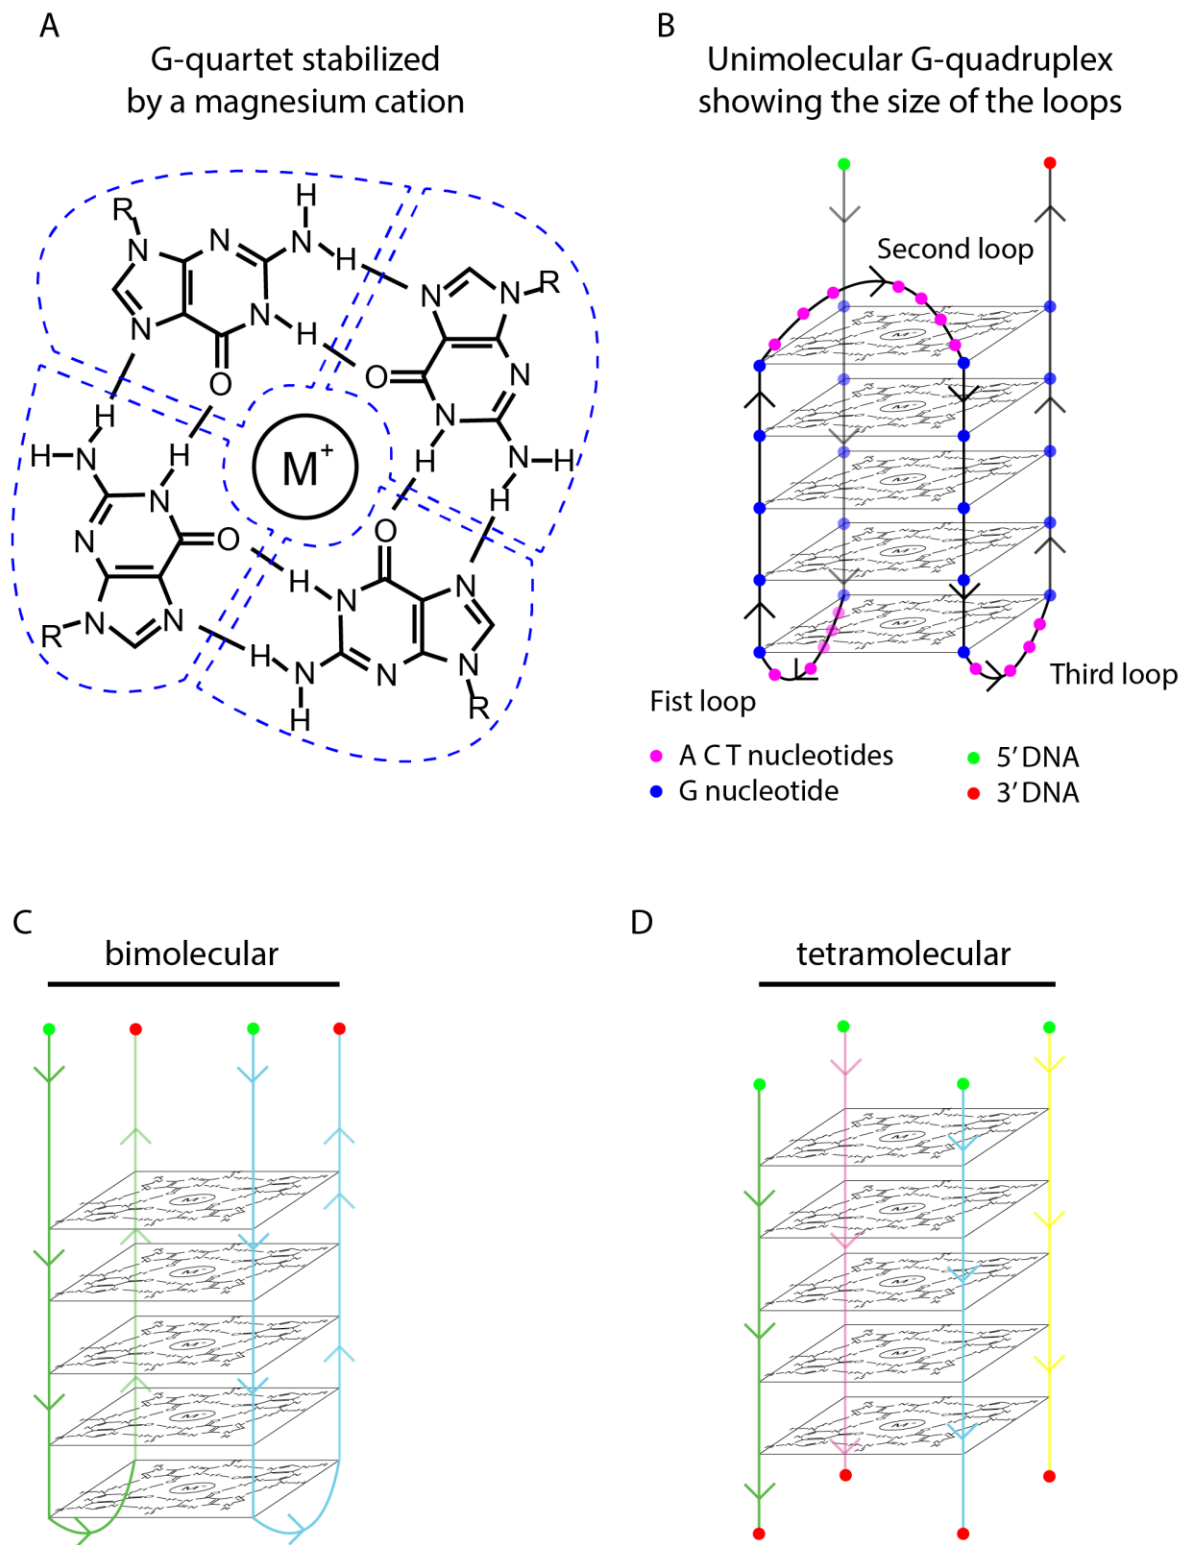 A
G-quartet stabilized
by a magnesium cation
H
R
N
N
N
H
N
H
N
R
N
N
H
O
O
N
H
N
H
H
N
H
H
N
H
M+
N
O
O
N
H
N
N
R
N
N
H
N
H
N
N
N
H
R
B
Unimolecular G-quadruplex
showing the size of the loops
Second loop
M+
M+
M+
M+
M+
Third loop
Fist loop
A C T nucleotides
5' DNA
G nucleotide
3' DNA
C
bimolecular
M+
M+
M+
M+
M+
D
tetramolecular
M+
M+
M+
M+
M+